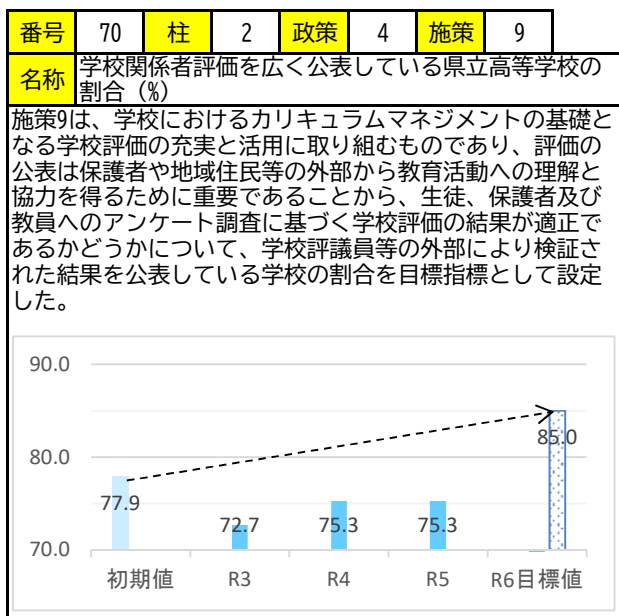 番号 70 柱 2 政策 4 施策 9
名称 学校関係者評価を広く公表している県立高等学校の
割合（%）
施策9は、学校におけるカリキュラムマネジメントの基礎と
なる学校評価の充実と活用に取り組むものであり、評価の
公表は保護者や地域住民等の外部から教育活動への理解と
協力を得るために重要であることから、生徒、保護者及び
教員へのアンケート調査に基づく学校評価の結果が適正で
あるかどうかについて、学校評議員等の外部により検証さ
れた結果を公表している学校の割合を目標指標として設定
した。
90.0
80.0
70.0
77.9
72.7
75.3
75.3
85.0
初期値 R3 R4 R5 R6目標値